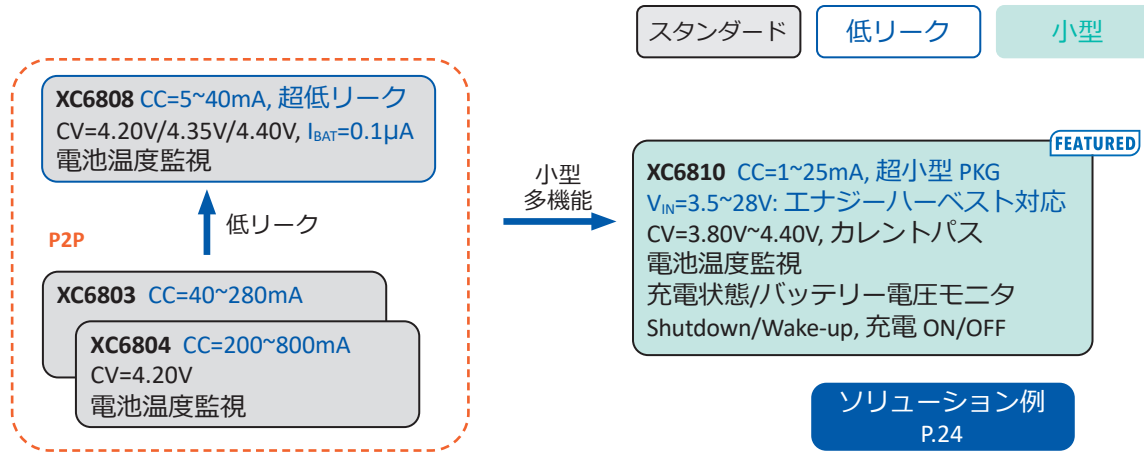 スタンダード
低リーク
小型
XC6808 CC=5~40mA, 超低リーク
CV=4.20V/4.35V/4.40V, IBAT=0.1μA
電池温度監視
低リーク
P2P
XC6803 CC=40~280mA
XC6804 CC=200~800mA
CV=4.20V
電池温度監視
小型
多機能
FEATURED
XC6810 CC=1~25mA, 超小型 PKG
VIN=3.5~28V: エナジーハーベスト対応
CV=3.80V~4.40V, カレントパス
電池温度監視
充電状態/バッテリー電圧モニタ
Shutdown/Wake-up, 充電 ON/OFF
ソリューション例
P.24